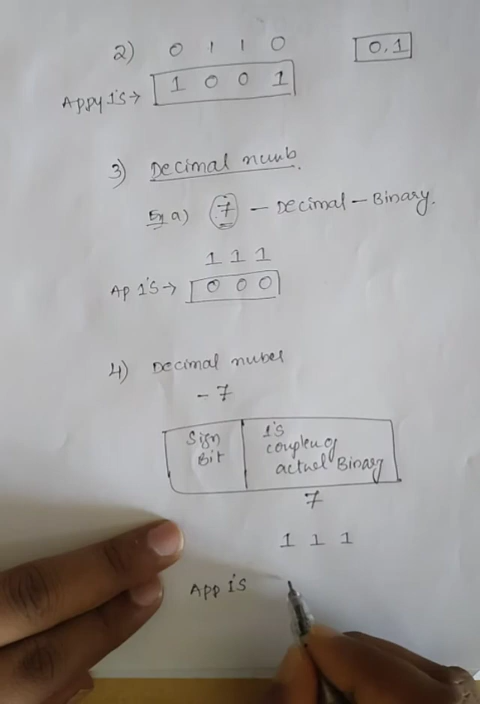 2) 0 1 1 0
0,1
Appy 1's → 1 0 0 1
3) Decimal numb.
Eg a) 7 - Decimal - Binary.
1 1 1
Ap 1's → 0 0 0
4) Decimal nuber
- 7
Sign Bit
1's couplen of actual Binary
7
1 1 1
App 1's